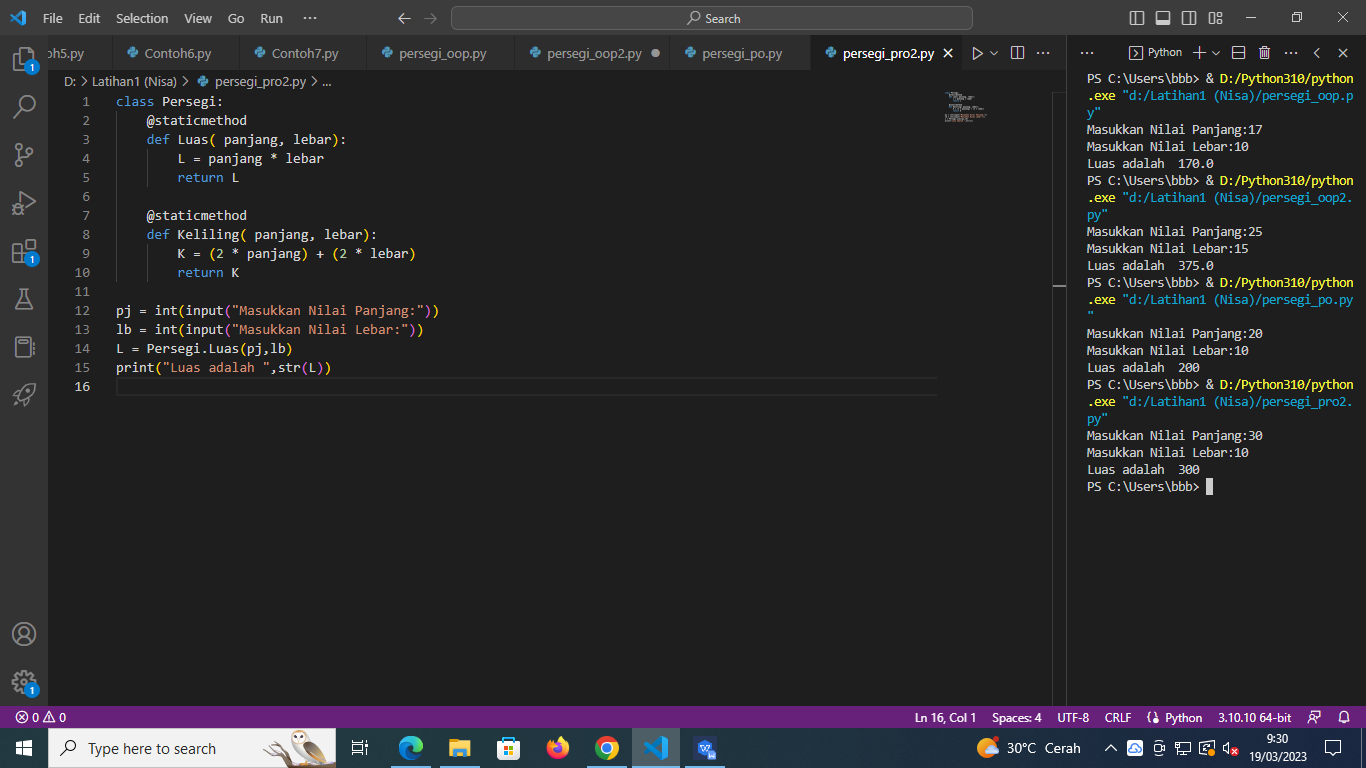 File Edit Selection View Go Run ··· Search
oh5.py Contoh6.py Contoh7.py persegi_oop.py persegi_oop2.py persegi_po.py persegi_pro2.py
D: > Latihan1 (Nisa) > persegi_pro2.py > ...
1 class Persegi:
2 @staticmethod
3 def Luas( panjang, lebar):
4 L = panjang * lebar
5 return L
6
7 @staticmethod
8 def Keliling( panjang, lebar):
9 K = (2 * panjang) + (2 * lebar)
10 return K
11
12 pj = int(input("Masukkan Nilai Panjang:"))
13 lb = int(input("Masukkan Nilai Lebar:"))
14 L = Persegi.Luas(pj,lb)
15 print("Luas adalah ",str(L))
16
1
1
1
Python
PS C:\Users\bbb> & D:/Python310/python
.exe "d:/Latihan1 (Nisa)/persegi_oop.p
y"
Masukkan Nilai Panjang:17
Masukkan Nilai Lebar:10
Luas adalah  170.0
PS C:\Users\bbb> & D:/Python310/python
.exe "d:/Latihan1 (Nisa)/persegi_oop2.
py"
Masukkan Nilai Panjang:25
Masukkan Nilai Lebar:15
Luas adalah  375.0
PS C:\Users\bbb> & D:/Python310/python
.exe "d:/Latihan1 (Nisa)/persegi_po.py
"
Masukkan Nilai Panjang:20
Masukkan Nilai Lebar:10
Luas adalah  200
PS C:\Users\bbb> & D:/Python310/python
.exe "d:/Latihan1 (Nisa)/persegi_pro2.
py"
Masukkan Nilai Panjang:30
Masukkan Nilai Lebar:10
Luas adalah  300
PS C:\Users\bbb>
0 0 Ln 16, Col 1 Spaces: 4 UTF-8 CRLF Python 3.10.10 64-bit
Type here to search 30°C Cerah 9:30
19/03/2023